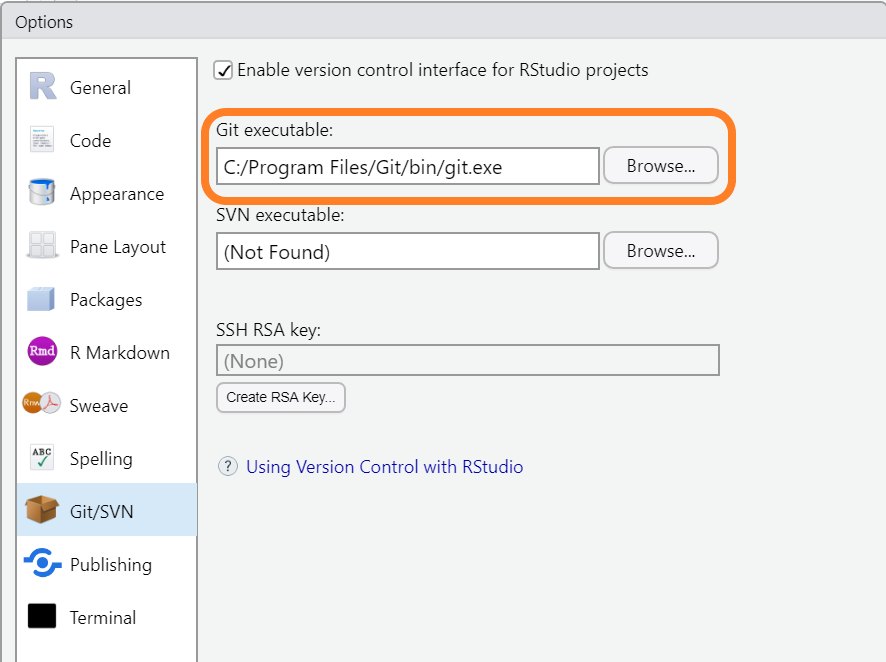 Options
General
Code
Appearance
Pane Layout
Packages
Rmd
R Markdown
Rnw
Sweave
ABC
Spelling
Git/SVN
Publishing
Terminal
Enable version control interface for RStudio projects
Git executable:
C:/Program Files/Git/bin/git.exe
Browse...
SVN executable:
(Not Found)
Browse...
SSH RSA key:
(None)
Create RSA Key...
? Using Version Control with RStudio